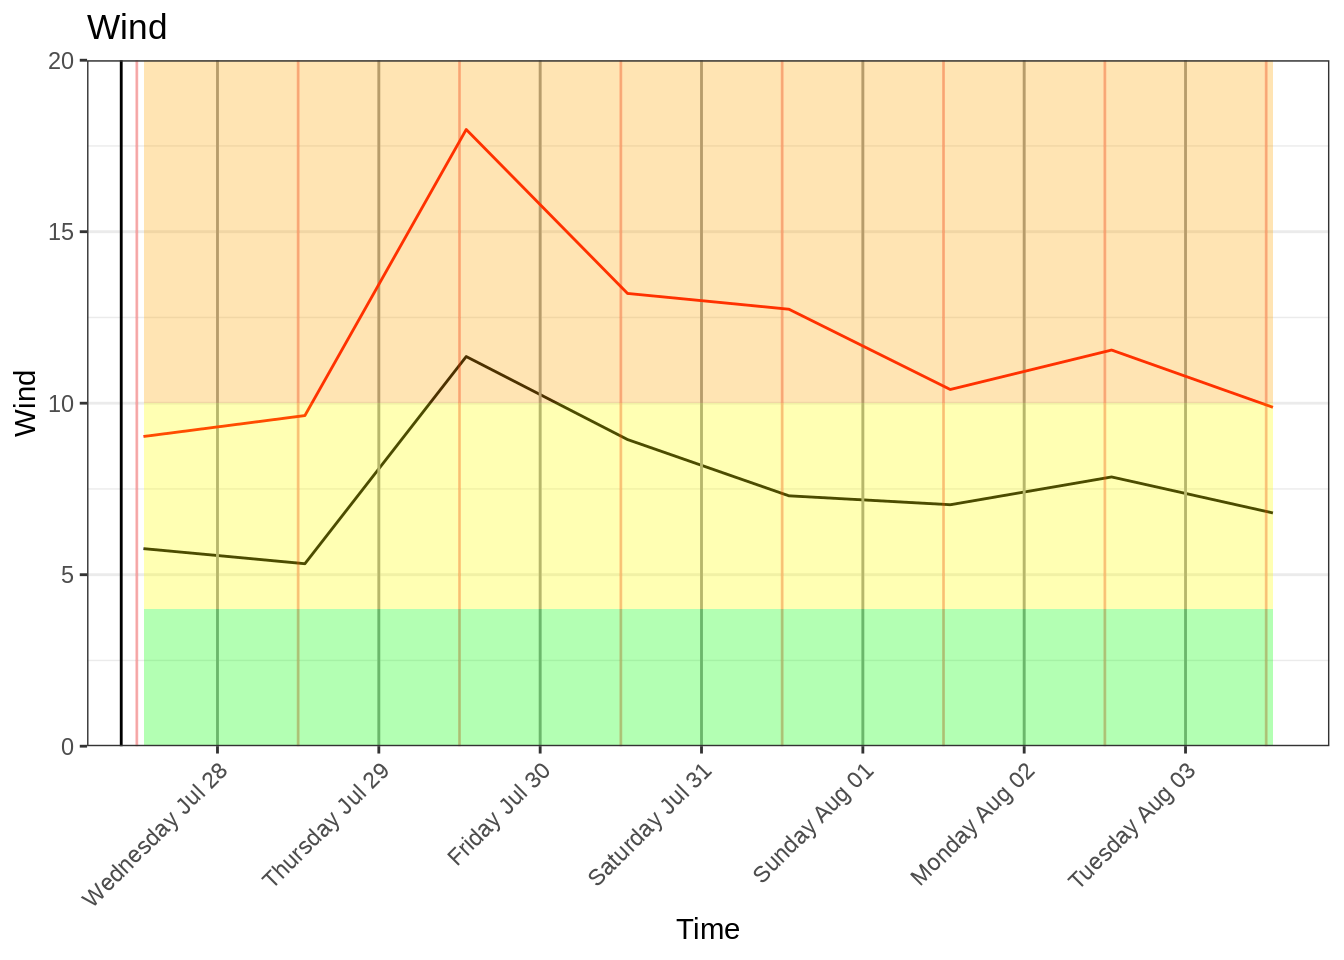 Wind
20
15
10
5
0
Wind
Wednesday Jul 28
Thursday Jul 29
Friday Jul 30
Saturday Jul 31
Sunday Aug 01
Monday Aug 02
Tuesday Aug 03
Time